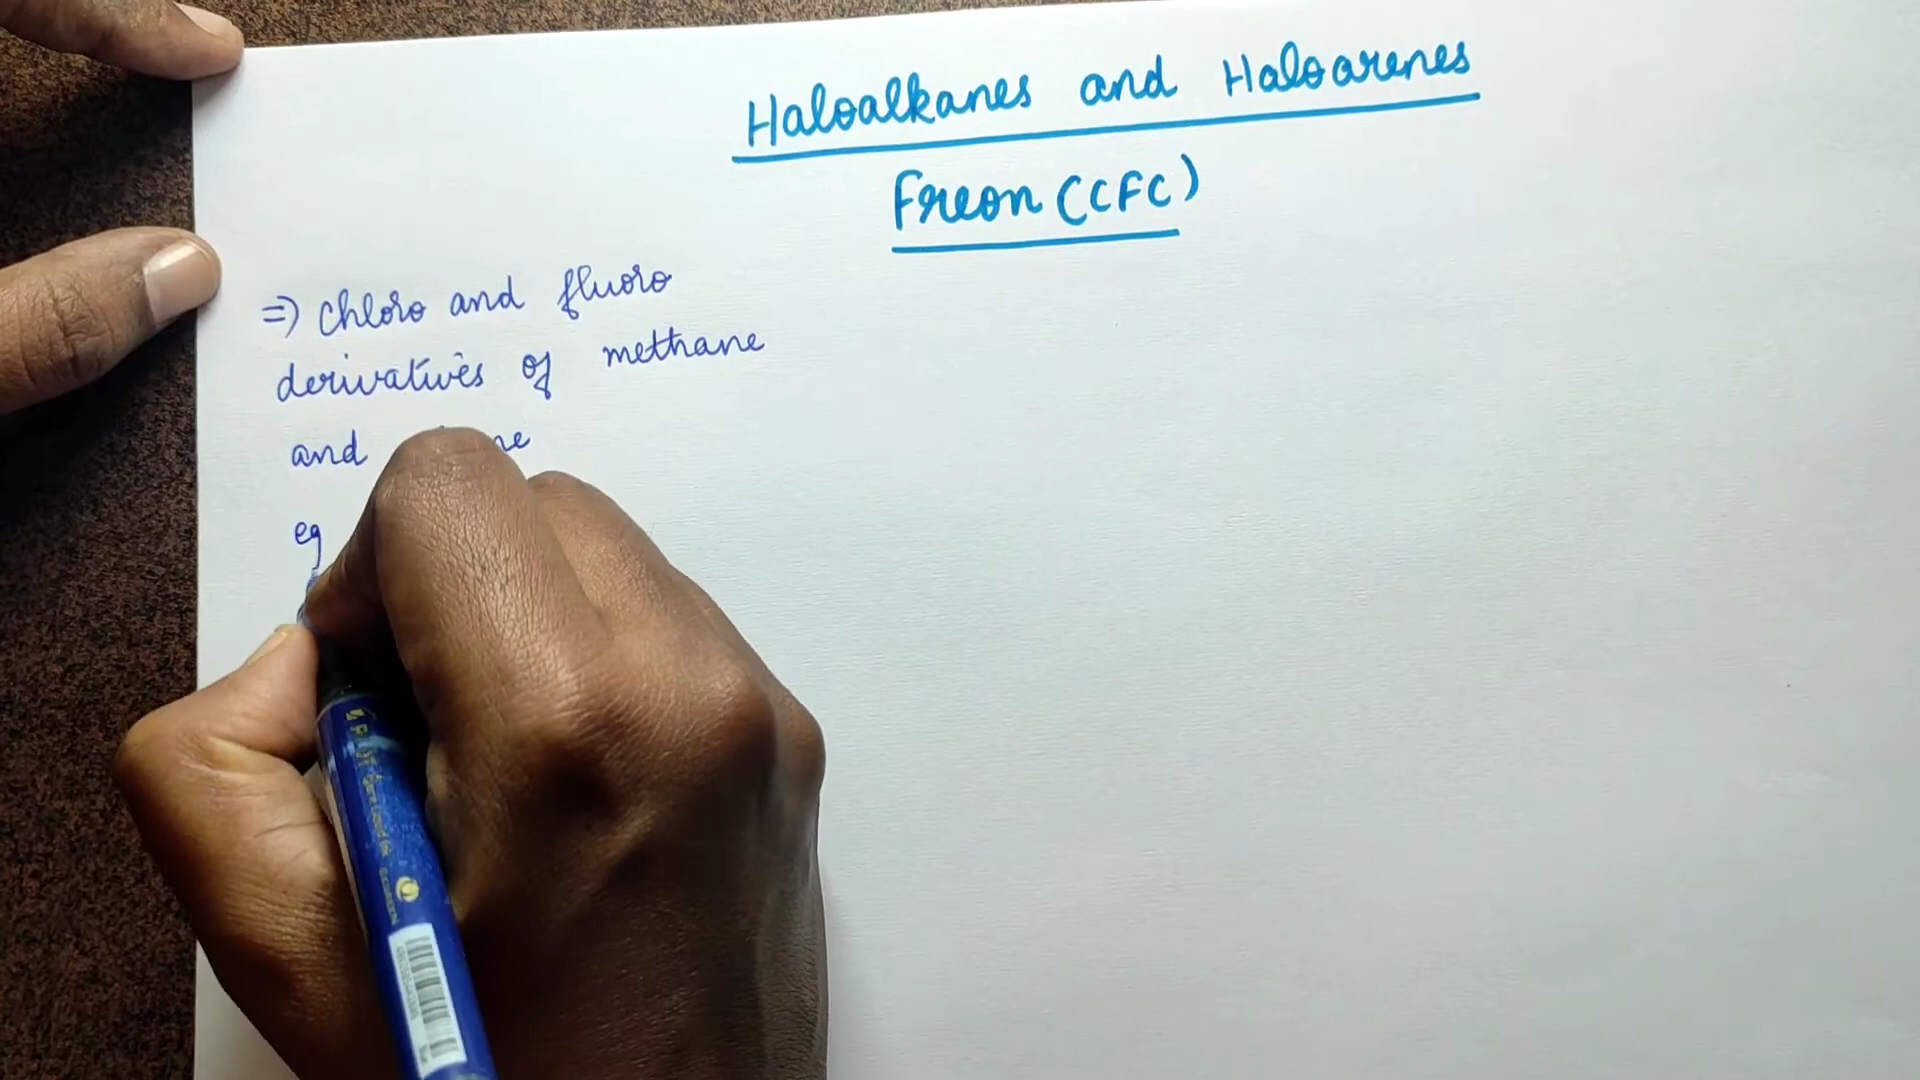 Haloalkanes and Haloarenes
Freon (CFC)
=) chloro and fluoro
derivatives of methane
and
eg